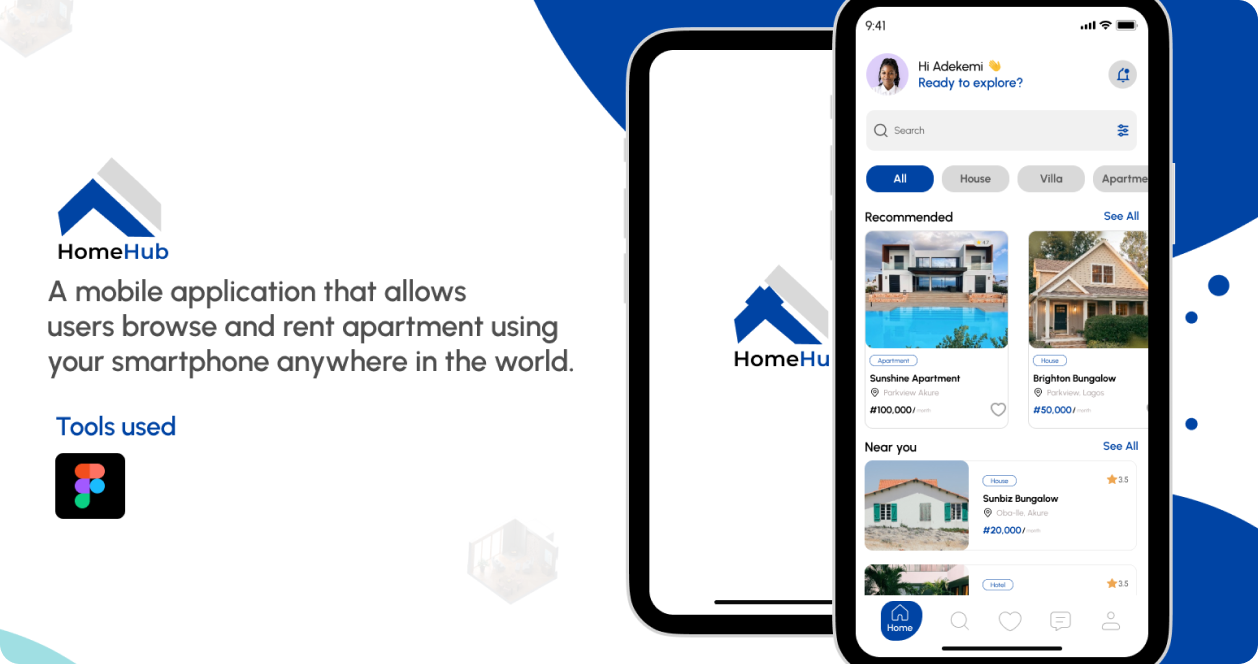 HomeHub
A mobile application that allows
users browse and rent apartment using
your smartphone anywhere in the world.
Tools used
HomeHu
9:41
Hi Adekemi 👋
Ready to explore?
Search
All House Villa Apartme
Recommended See All
Apartment
Sunshine Apartment
Parkview Akure
#100,000/ month
House
Brighton Bungalow
Parkview, Lagos
#50,000/ month
Near you See All
House 3.5
Sunbiz Bungalow
Oba-Ile, Akure
#20,000/ month
Hotel 3.5
Home